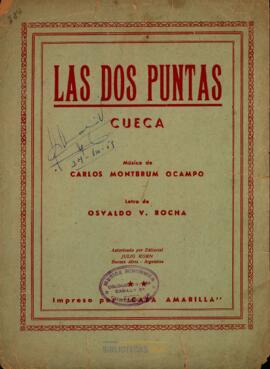 LAS DOS PUNTAS
CUECA
Música de
CARLOS MONTBRUM OCAMPO
Letra de
OSVALDO V. ROCHA
Autorizado por Editorial
JULIO KORN
Buenos Aires - Argentina
Impreso por "CASA AMARILLA"
BIBLIOTECAS